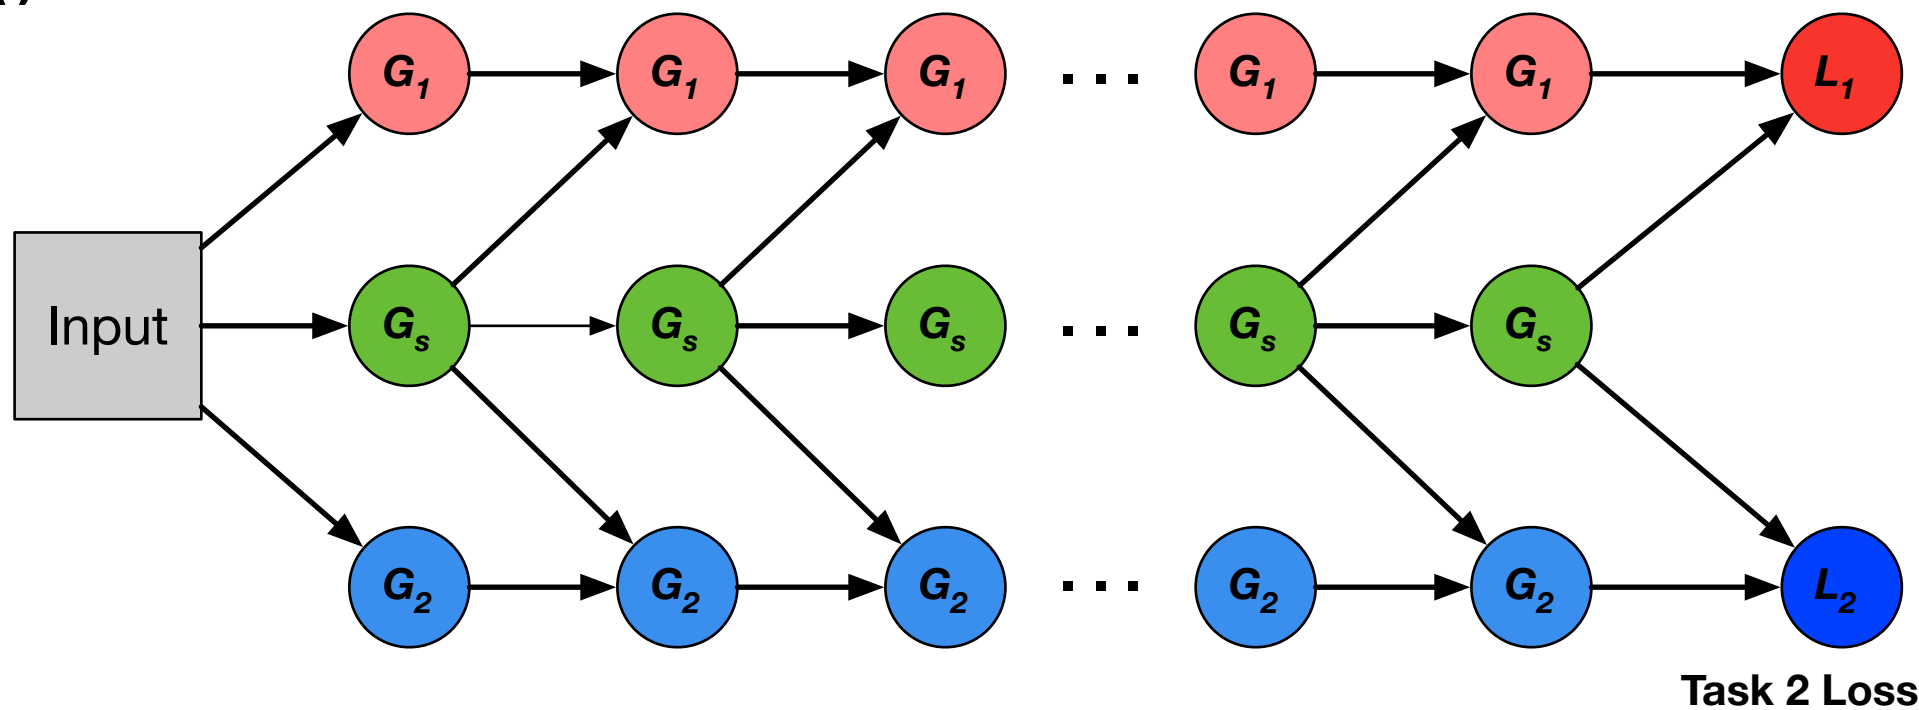 G1 G1 G1 ... G1 G1 L1
Input Gs Gs Gs ... Gs Gs
G2 G2 G2 ... G2 G2 L2
Task 2 Loss